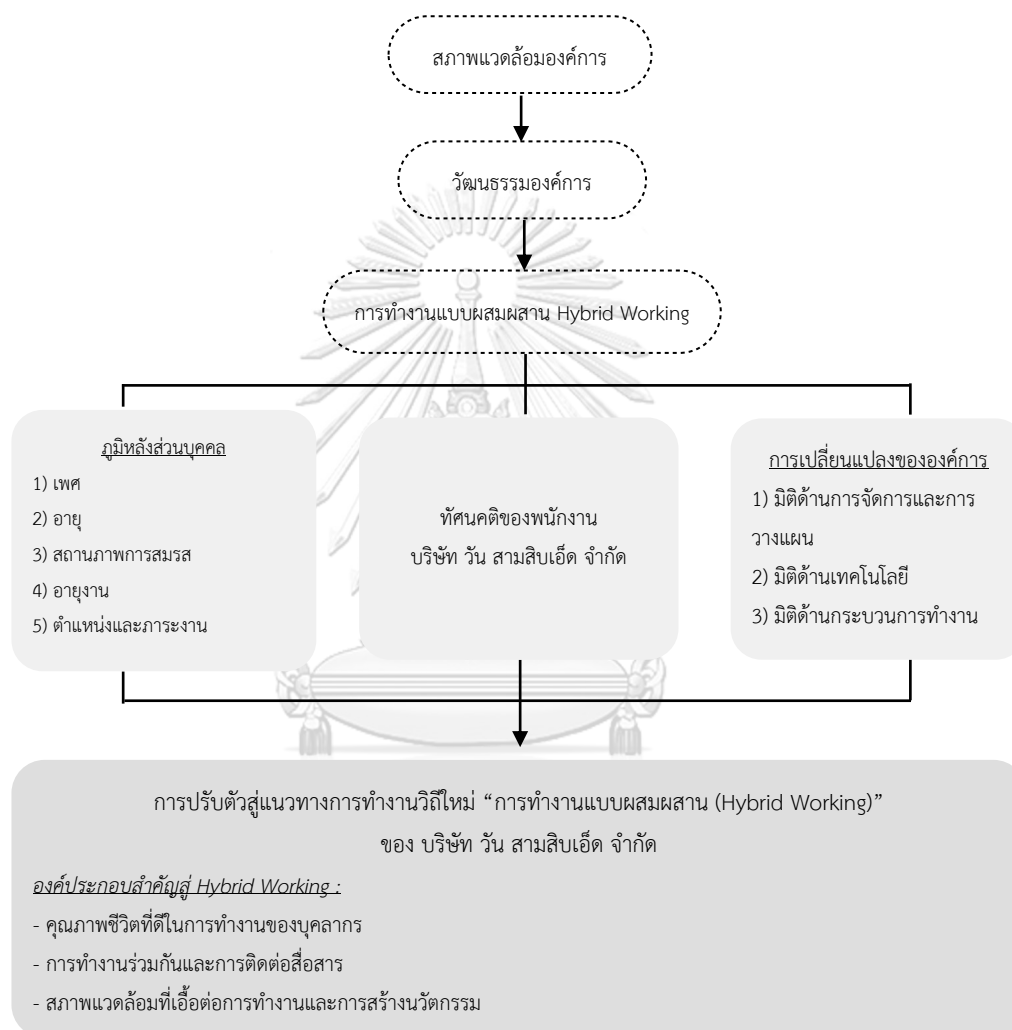 สภาพแวดล้อมองค์การ
วัฒนธรรมองค์การ
การทำงานแบบผสมผสาน Hybrid Working
ภูมิหลังส่วนบุคคล
1) เพศ
2) อายุ
3) สถานภาพการสมรส
4) อายุงาน
5) ตำแหน่งและภาระงาน
ทัศนคติของพนักงาน
บริษัท วัน สามสิบเอ็ด จำกัด
การเปลี่ยนแปลงขององค์การ
1) มิติด้านการจัดการและการ
วางแผน
2) มิติด้านเทคโนโลยี
3) มิติด้านกระบวนการทำงาน
การปรับตัวสู่แนวทางการทำงานวิถีใหม่ “การทำงานแบบผสมผสาน (Hybrid Working)”
ของ บริษัท วัน สามสิบเอ็ด จำกัด
องค์ประกอบสำคัญสู่ Hybrid Working :
- คุณภาพชีวิตที่ดีในการทำงานของบุคลากร
- การทำงานร่วมกันและการติดต่อสื่อสาร
- สภาพแวดล้อมที่เอื้อต่อการทำงานและการสร้างนวัตกรรม